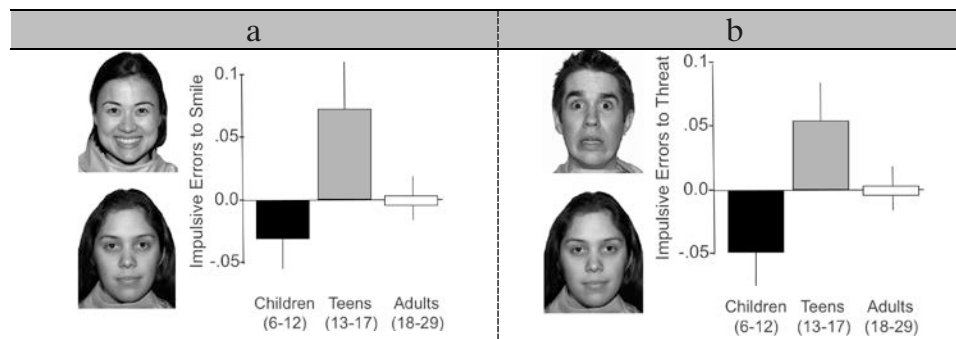 a
b
Impulsive Errors to Smile
0.1
.05
0.0
-.05
Children Teens Adults
(6-12) (13-17) (18-29)
Impulsive Errors to Threat
0.1
.05
0.0
-.05
Children Teens Adults
(6-12) (13-17) (18-29)